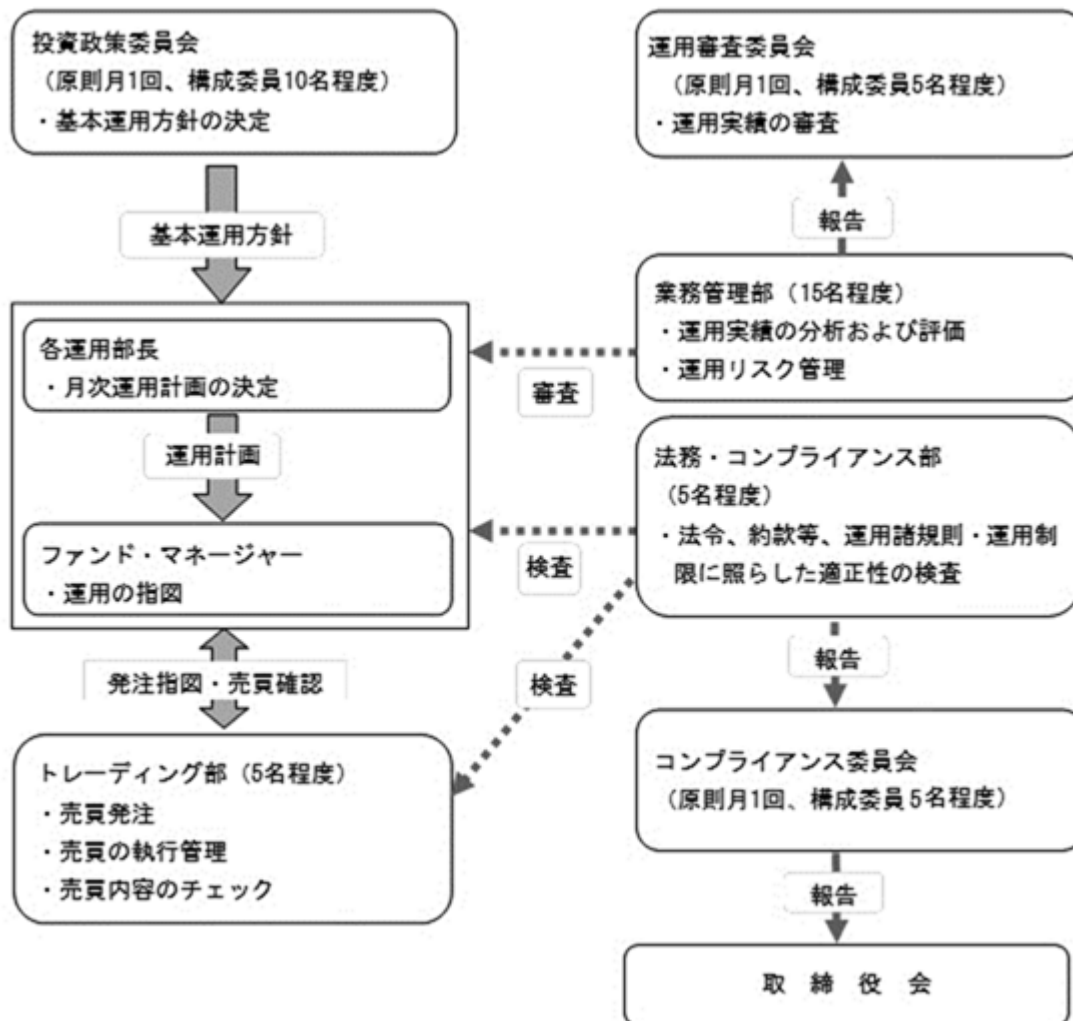 投資政策委員会
(原則月1回、構成委員10名程度)
・基本運用方針の決定
基本運用方針
各運用部長
・月次運用計画の決定
運用計画
ファンド・マネージャー
・運用の指図
発注指図・売買確認
トレーディング部(5名程度)
・売買発注
・売買の執行管理
・売買内容のチェック
運用審査委員会
(原則月1回、構成委員5名程度)
・運用実績の審査
報告
業務管理部(15名程度)
・運用実績の分析および評価
・運用リスク管理
審査
法務・コンプライアンス部
(5名程度)
・法令、約款等、運用諸規則・運用制
限に照らした適正性の検査
検査
検査
報告
コンプライアンス委員会
(原則月1回、構成委員5名程度)
報告
取 締 役 会